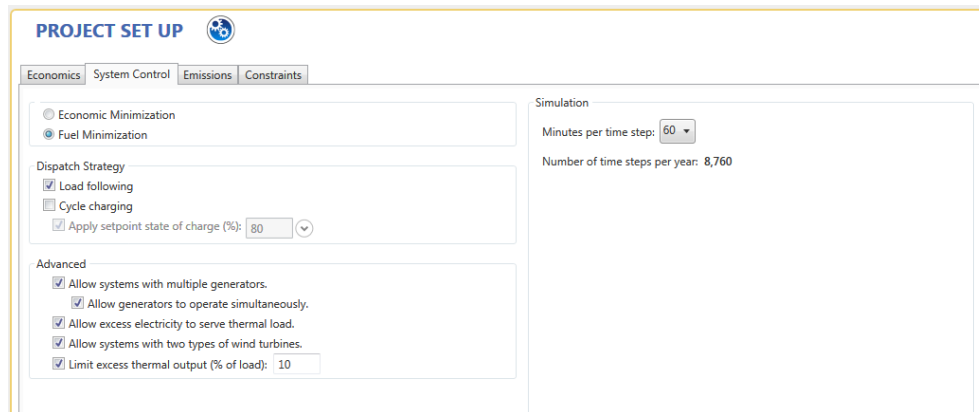 PROJECT SET UP
Economics System Control Emissions Constraints
Economic Minimization
Fuel Minimization
Dispatch Strategy
Load following
Cycle charging
Apply setpoint state of charge (%): 80
Advanced
Allow systems with multiple generators.
Allow generators to operate simultaneously.
Allow excess electricity to serve thermal load.
Allow systems with two types of wind turbines.
Limit excess thermal output (% of load): 10
Simulation
Minutes per time step: 60
Number of time steps per year: 8,760